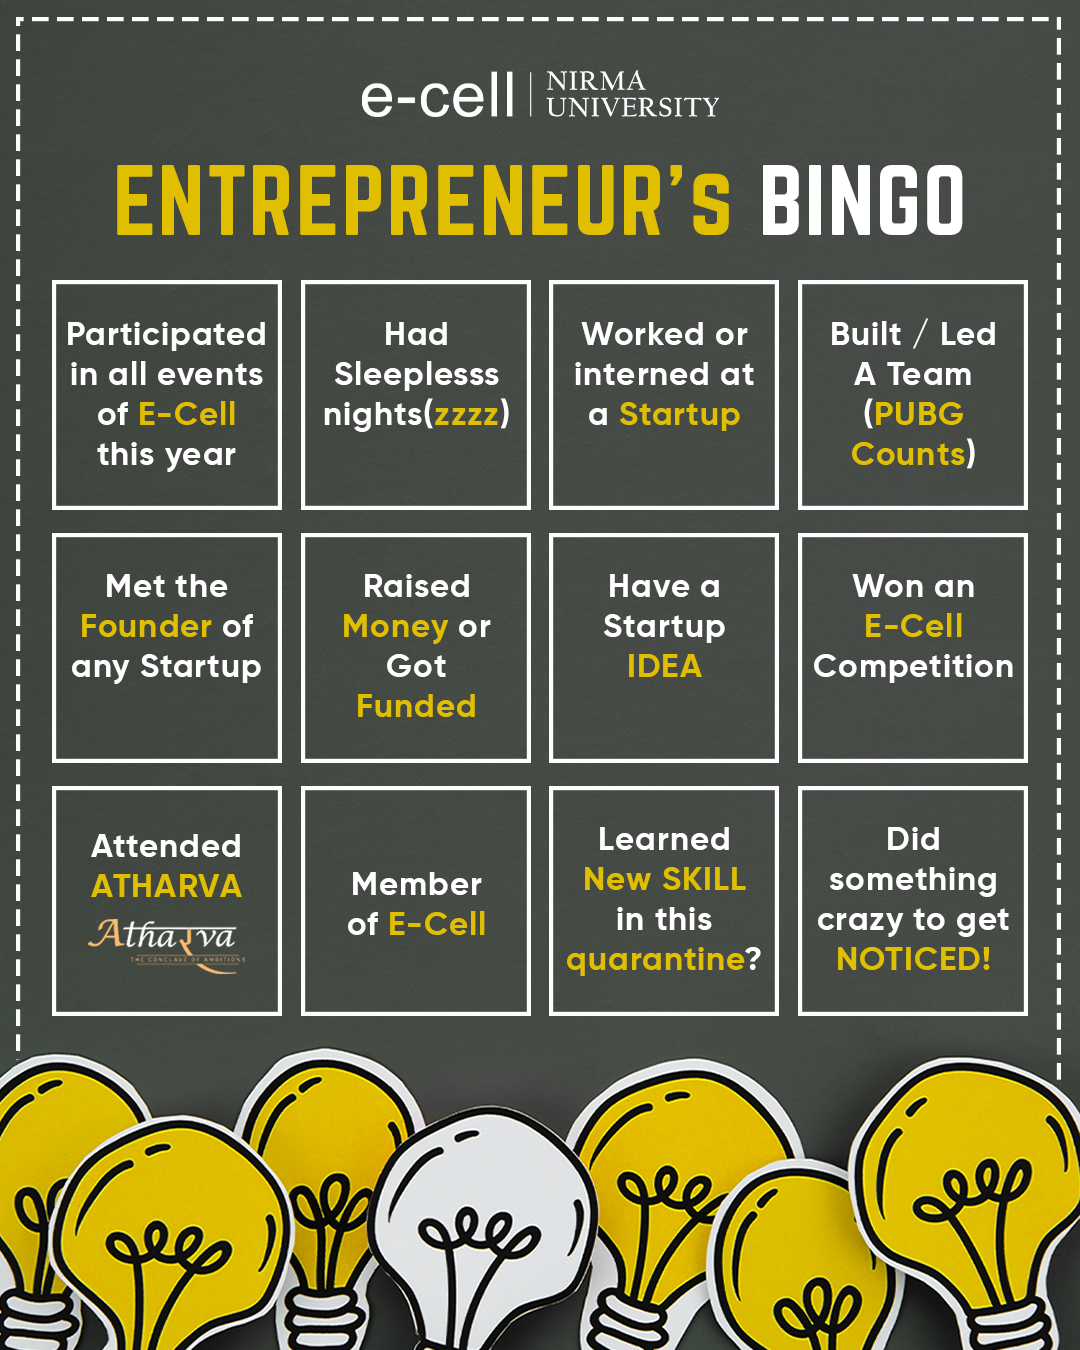 e-cell
NIRMA
UNIVERSITY
ENTREPRENEUR's BINGO
Participated
in all events
of E-Cell
this year
Had
Sleeplesss
nights(zzzz)
Worked or
interned at
a Startup
Built / Led
A Team
(PUBG
Counts)
Met the
Founder of
any Startup
Raised
Money or
Got
Funded
Have a
Startup
IDEA
Won an
E-Cell
Competition
Attended
ATHARVA
Atharva
THE CONCLAVE OF AMBITIONS
Member
of E-Cell
Learned
New SKILL
in this
quarantine?
Did
something
crazy to get
NOTICED!